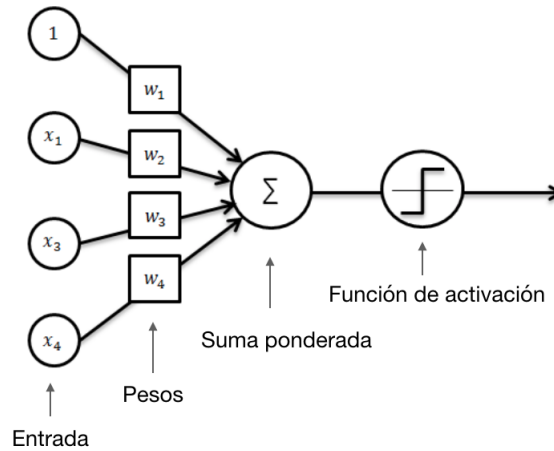 1
w₁
x₁
w₂
Σ
x₃
w₃
w₄
x₄
Función de activación
Suma ponderada
Pesos
Entrada